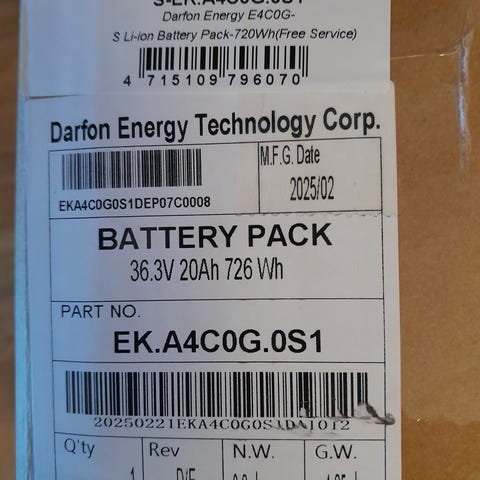 Darfon Energy E4C0G-
S Li-ion Battery Pack-720Wh(Free Service)
4 715109 796070
Darfon Energy Technology Corp.
M.F.G. Date
2025/02
EKA4C0G0S1DEP07C0008
BATTERY PACK
36.3V 20Ah 726 Wh
PART NO.
EK.A4C0G.0S1
20250221EKA4C0G0S1DA1012
Q'ty Rev N.W. G.W.
1